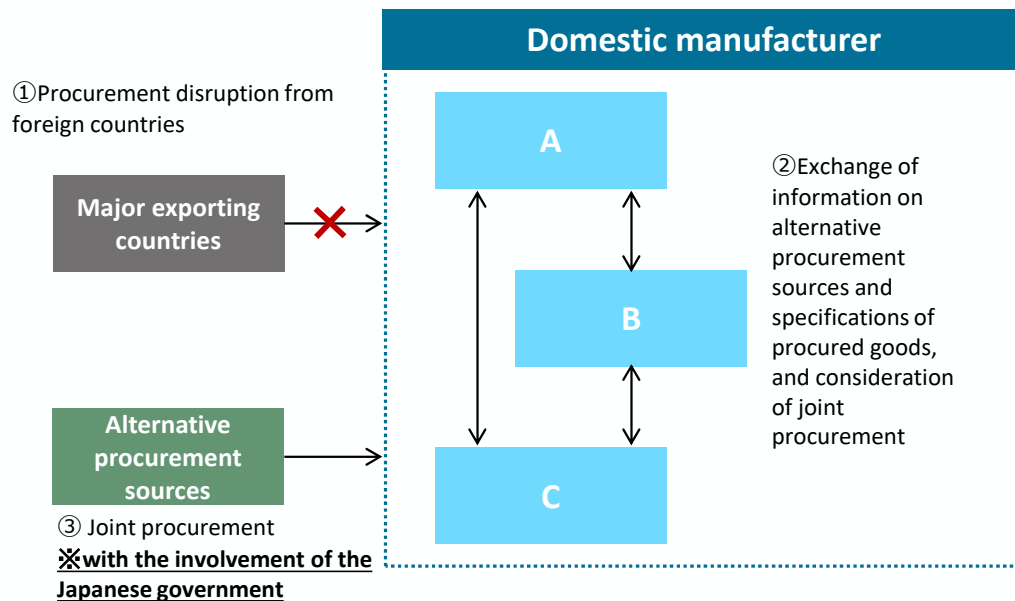 Domestic manufacturer
①Procurement disruption from
foreign countries
Major exporting
countries
A
B
C
②Exchange of
information on
alternative
procurement
sources and
specifications of
procured goods,
and consideration
of joint
procurement
Alternative
procurement
sources
③ Joint procurement
※with the involvement of the
Japanese government